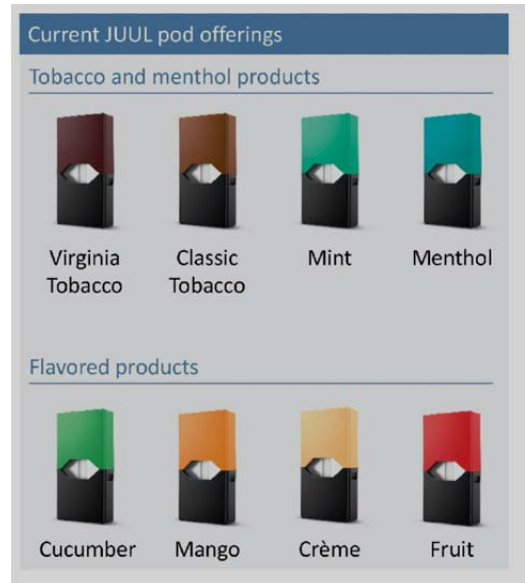 Current JUUL pod offerings
Tobacco and menthol products
Virginia
Tobacco
Classic
Tobacco
Mint
Menthol
Flavored products
Cucumber
Mango
Crème
Fruit